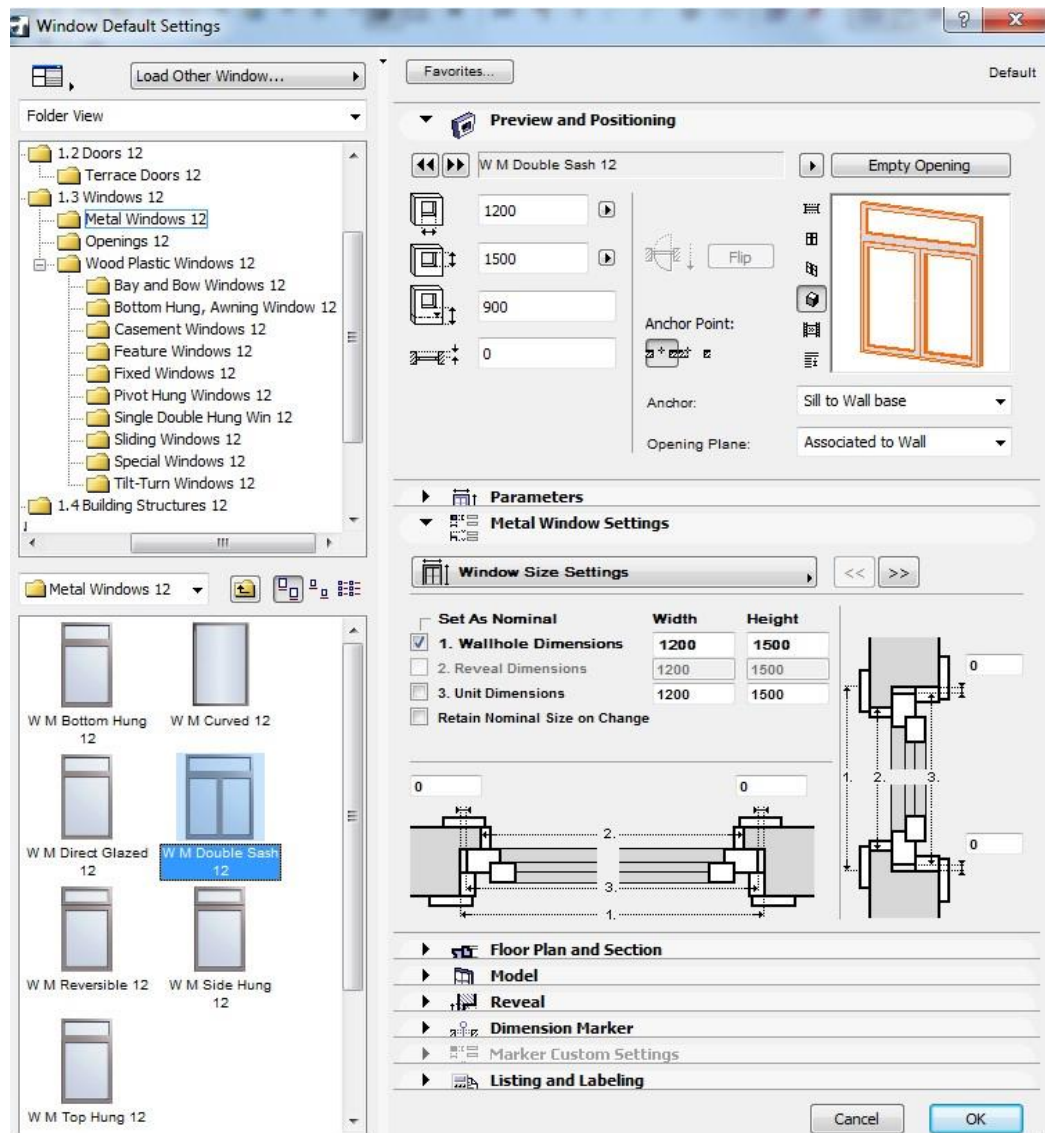 Window Default Settings
Load Other Window...
Folder View
1.2 Doors 12
Terrace Doors 12
1.3 Windows 12
Metal Windows 12
Openings 12
Wood Plastic Windows 12
Bay and Bow Windows 12
Bottom Hung, Awning Window 12
Casement Windows 12
Feature Windows 12
Fixed Windows 12
Pivot Hung Windows 12
Single Double Hung Win 12
Sliding Windows 12
Special Windows 12
Tilt-Turn Windows 12
1.4 Building Structures 12
Metal Windows 12
W M Bottom Hung
12
W M Curved 12
W M Direct Glazed
12
W M Double Sash
12
W M Reversible 12
W M Side Hung
12
W M Top Hung 12
Favorites...
Default
Preview and Positioning
W M Double Sash 12
Empty Opening
1200
1500
900
0
Flip
Anchor Point:
Anchor:
Sill to Wall base
Opening Plane:
Associated to Wall
Parameters
Metal Window Settings
Window Size Settings
<<
>>
Set As Nominal Width Height
1. Wallhole Dimensions 1200 1500
2. Reveal Dimensions 1200 1500
3. Unit Dimensions 1200 1500
Retain Nominal Size on Change
0
0
2.
3.
1.
0
1. 2. 3.
0
Floor Plan and Section
Model
Reveal
Dimension Marker
Marker Custom Settings
Listing and Labeling
Cancel
OK